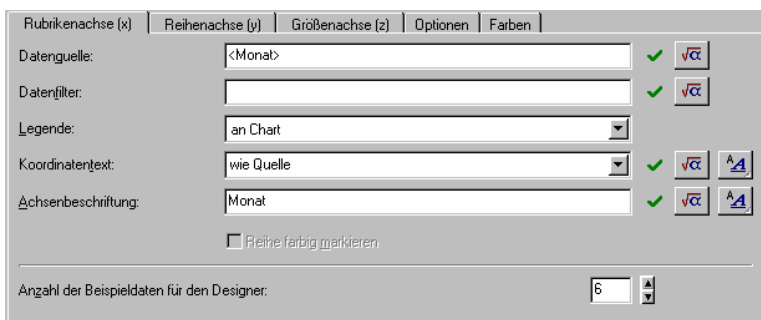 Rubrikenachse (x) Reihenachse (y) Größenachse (z) Optionen Farben
Datenquelle: <Monat>
Datenfilter:
Legende: an Chart
Koordinatentext: wie Quelle
Achsenbeschriftung: Monat
Reihe farbig markieren
Anzahl der Beispieldaten für den Designer: 6